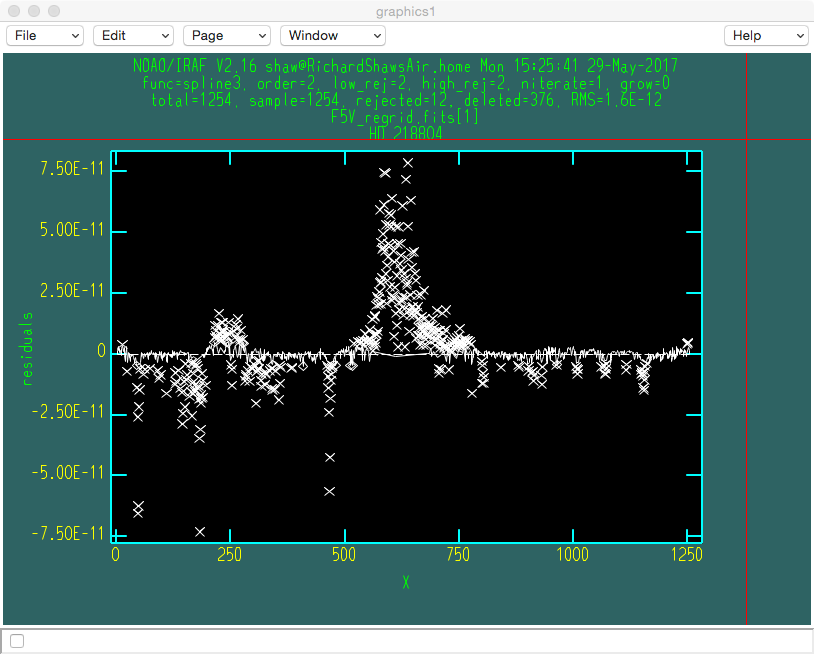 graphics1
File Edit Page Window Help
NOAO/IRAF V2.16 shaw@RichardShawsAir.home Mon 15:25:41 29-May-2017
func=spline3, order=2, low_rej=2, high_rej=2, niterate=1, grow=0
total=1254, sample=1254, rejected=12, deleted=376, RMS=1.6E-12
F5V_regrid.fits[1]
HD 218804
7.50E-11
5.00E-11
2.50E-11
0
-2.50E-11
-5.00E-11
-7.50E-11
residuals
0 250 500 750 1000 1250
X